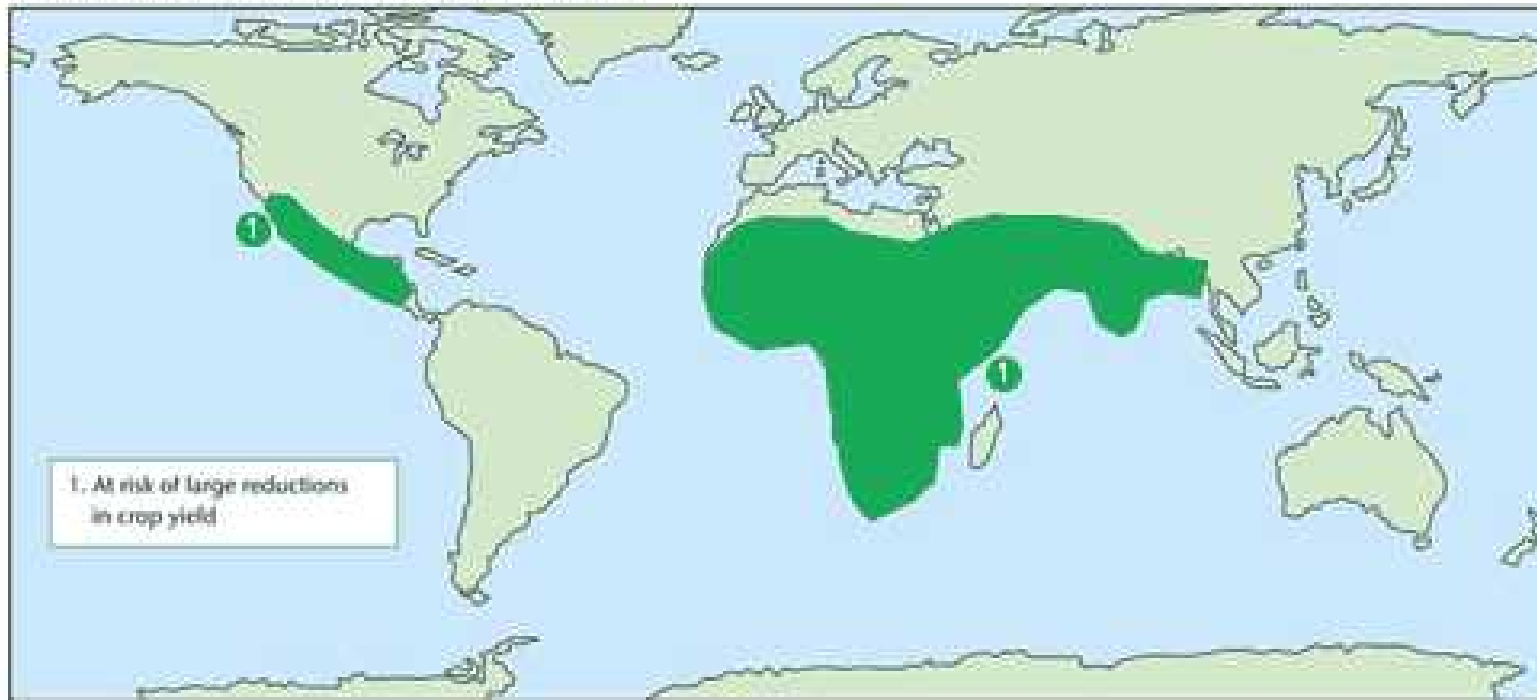 1
1
1. At risk of large reductions
in crop yield